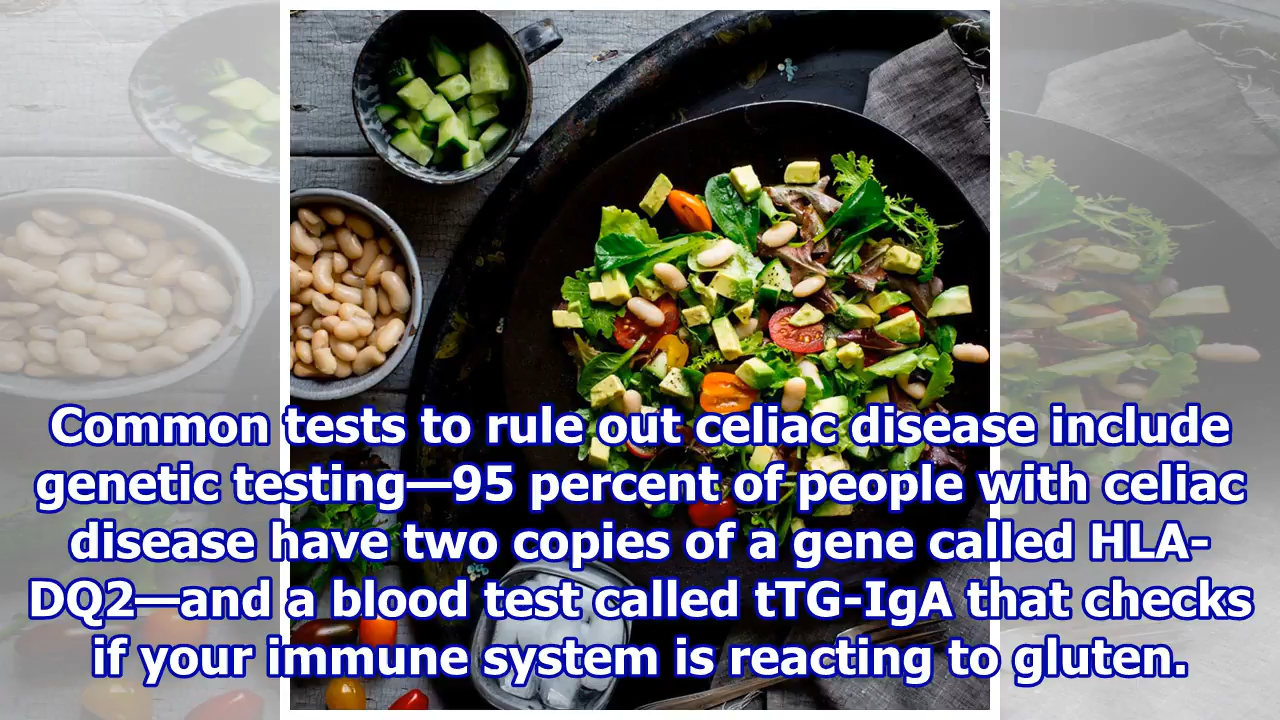 Common tests to rule out celiac disease include
genetic testing—95 percent of people with celiac
disease have two copies of a gene called HLA-
DQ2—and a blood test called tTG-IgA that checks
if your immune system is reacting to gluten.